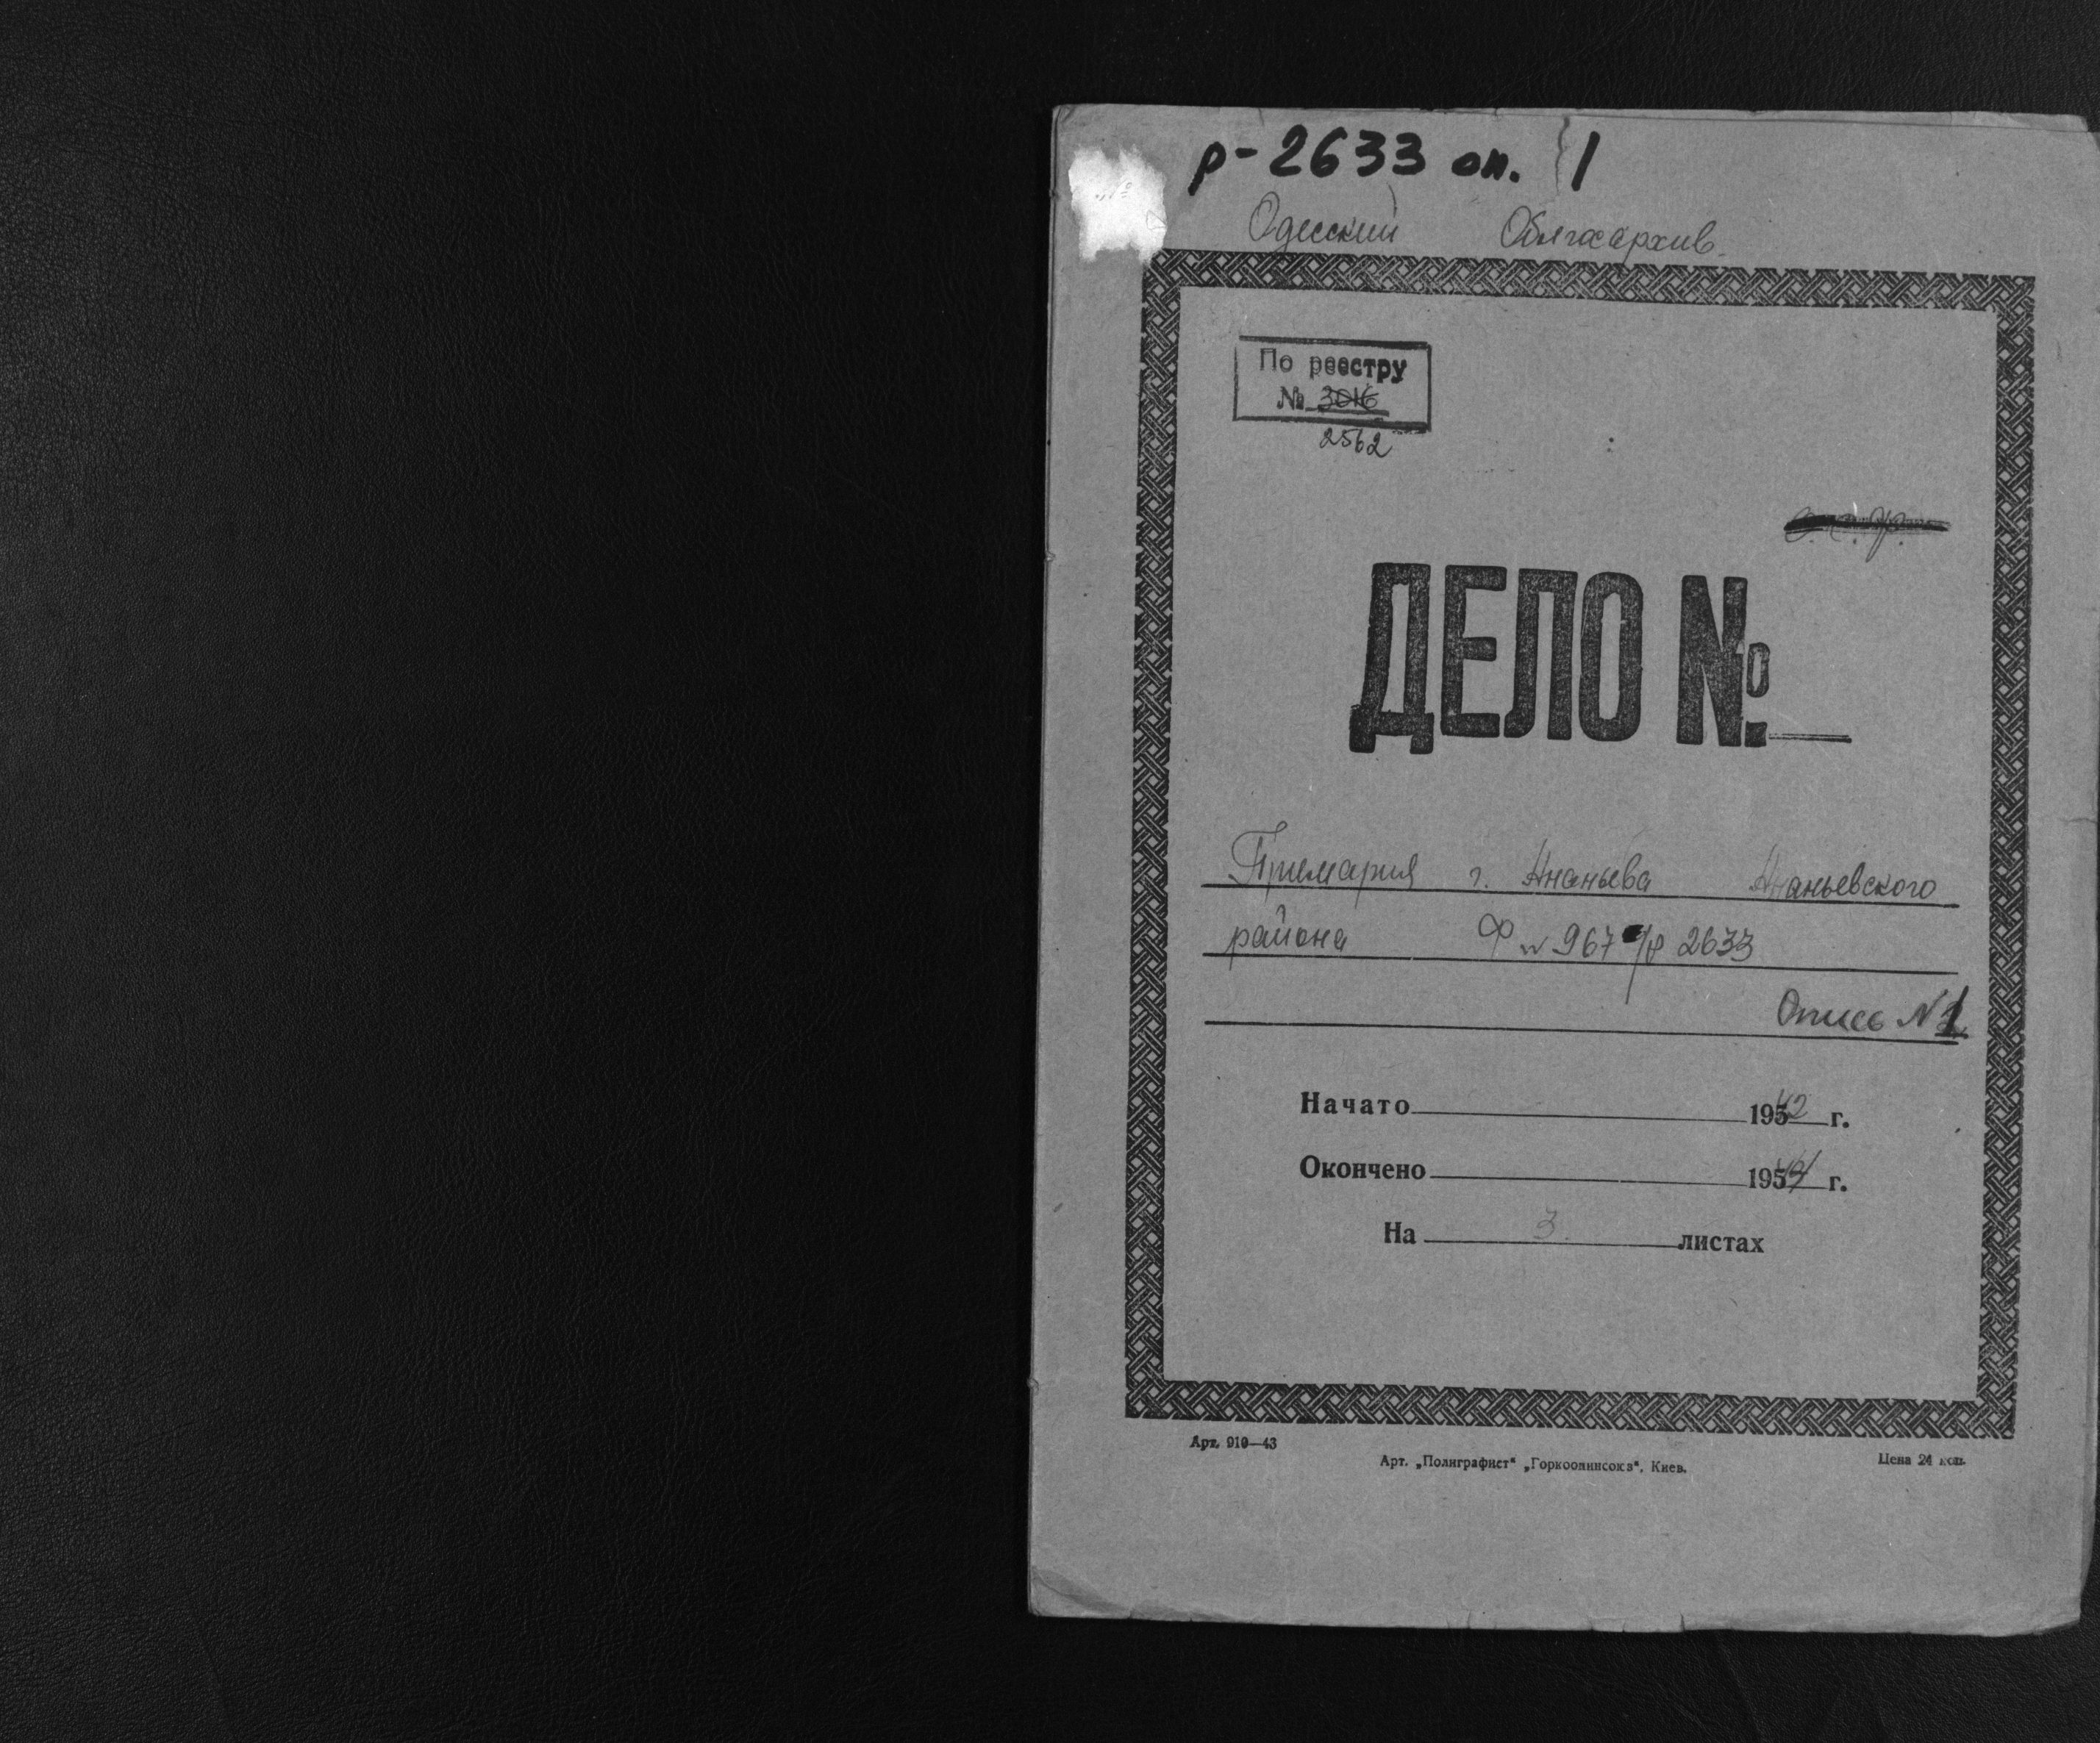 р-2633 оп. 1
Одесский Облгосархив.
По реестру
№ 3016
2562
ДЕЛО №
Примария г. Ананьева Ананьевского
района Ф № 967 2633
Опись № 1
Начато 1942 г.
Окончено 1944 г.
На 3. листах
Арт. 910—43
Арт. „Полиграфист“ „Горкоопинсоюз“, Киев.
Цена 24 коп.